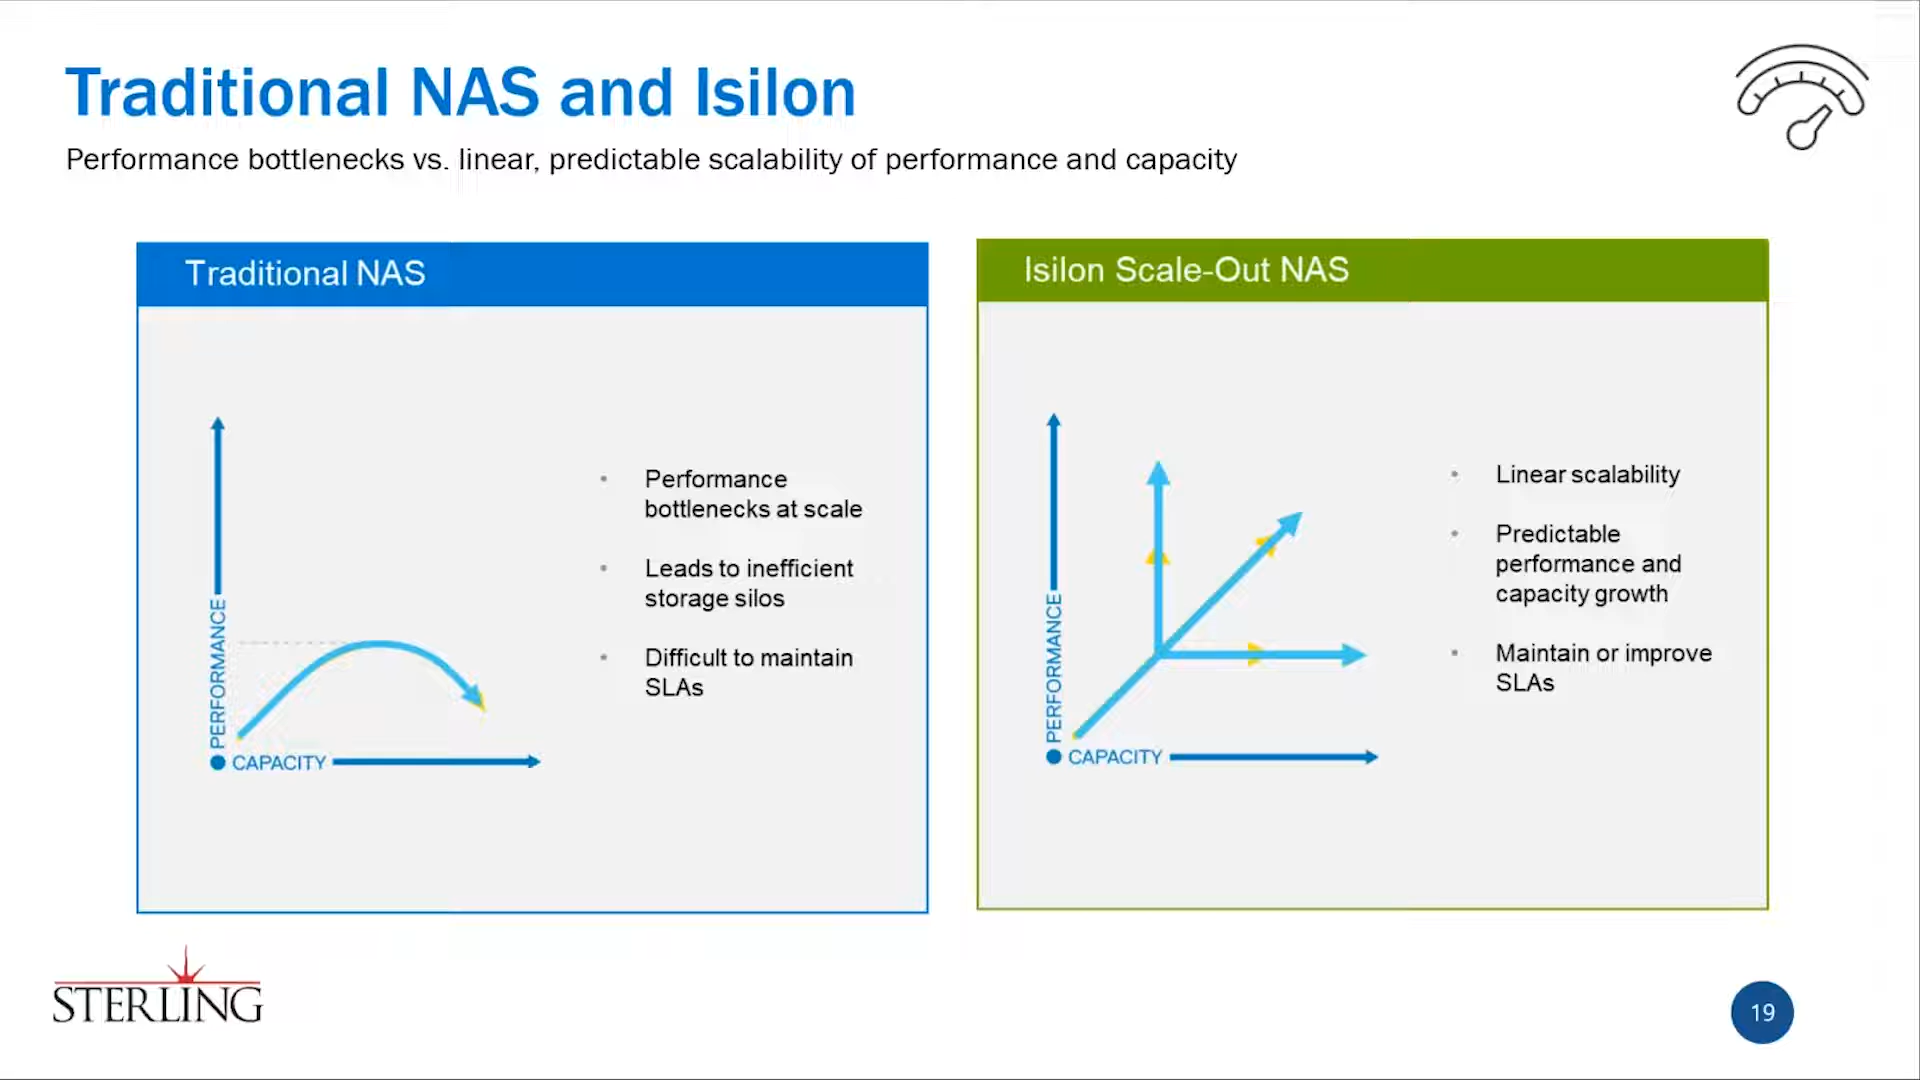 Traditional NAS and Isilon
Performance bottlenecks vs. linear, predictable scalability of performance and capacity
Traditional NAS
PERFORMANCE
CAPACITY
• Performance
bottlenecks at scale
• Leads to inefficient
storage silos
• Difficult to maintain
SLAs
Isilon Scale-Out NAS
PERFORMANCE
CAPACITY
• Linear scalability
• Predictable
performance and
capacity growth
• Maintain or improve
SLAs
STERLING
19